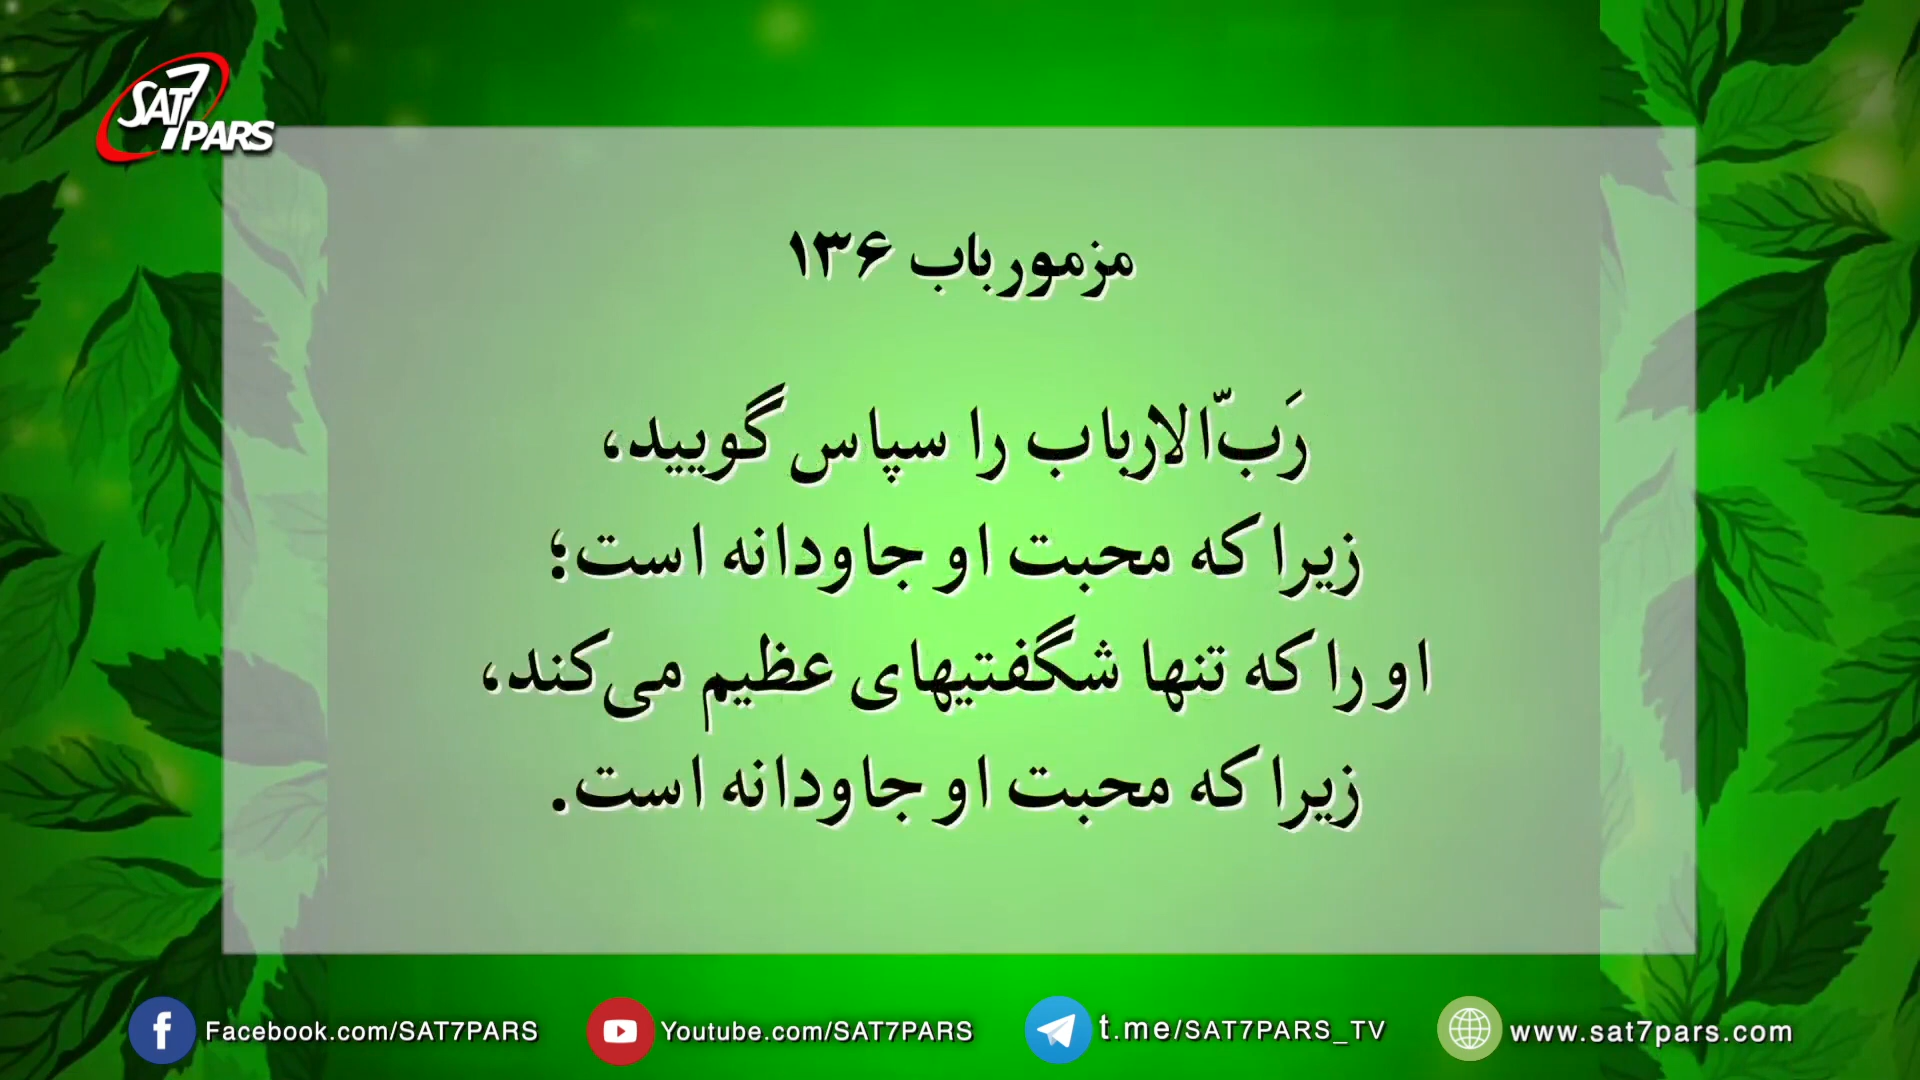 SAT7
PARS
مزمور باب ۱۳۶
رَبّ‌الارباب را سپاس گویید،
زیرا که محبت او جاودانه است؛
او را که تنها شگفتیهای عظیم می‌کند،
زیرا که محبت او جاودانه است.
Facebook.com/SAT7PARS
Youtube.com/SAT7PARS
t.me/SAT7PARS_TV
www.sat7pars.com